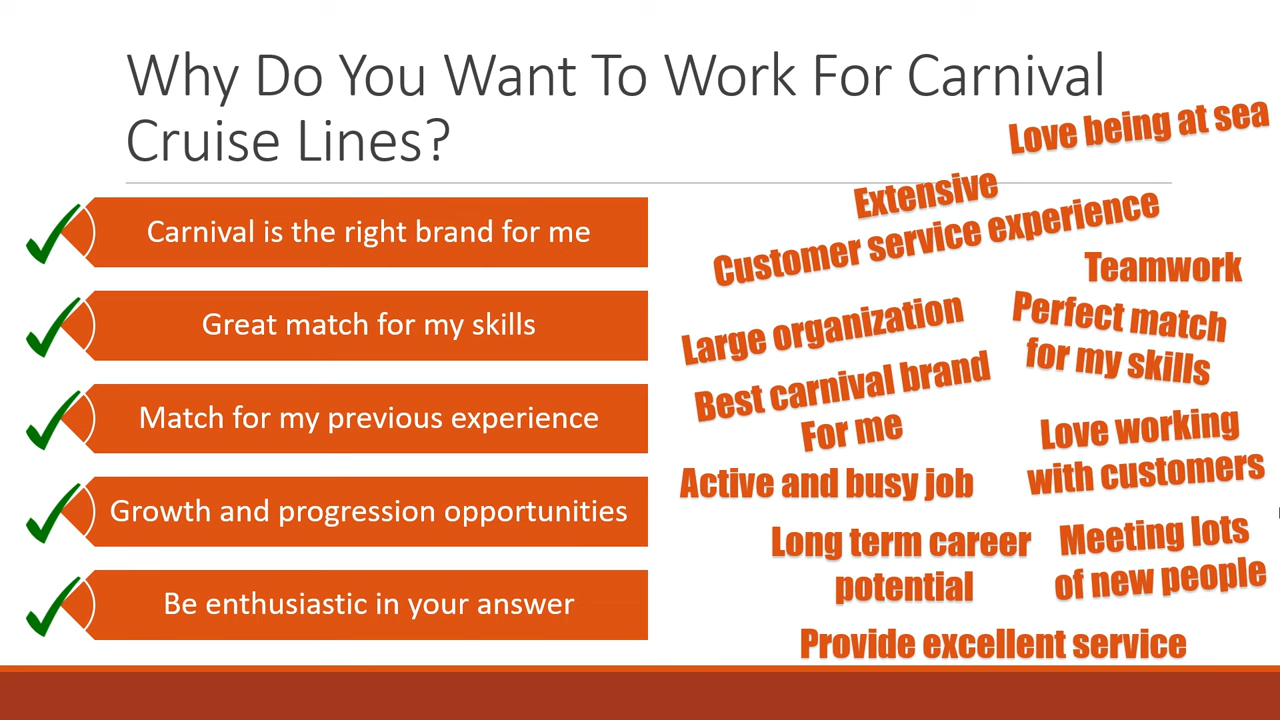 Why Do You Want To Work For Carnival
Cruise Lines?
Carnival is the right brand for me
Great match for my skills
Match for my previous experience
Growth and progression opportunities
Be enthusiastic in your answer
Love being at sea
Extensive
Customer service experience
Teamwork
Large organization
Perfect match
for my skills
Best carnival brand
For me
Love working
with customers
Active and busy job
Long term career
potential
Meeting lots
of new people
Provide excellent service